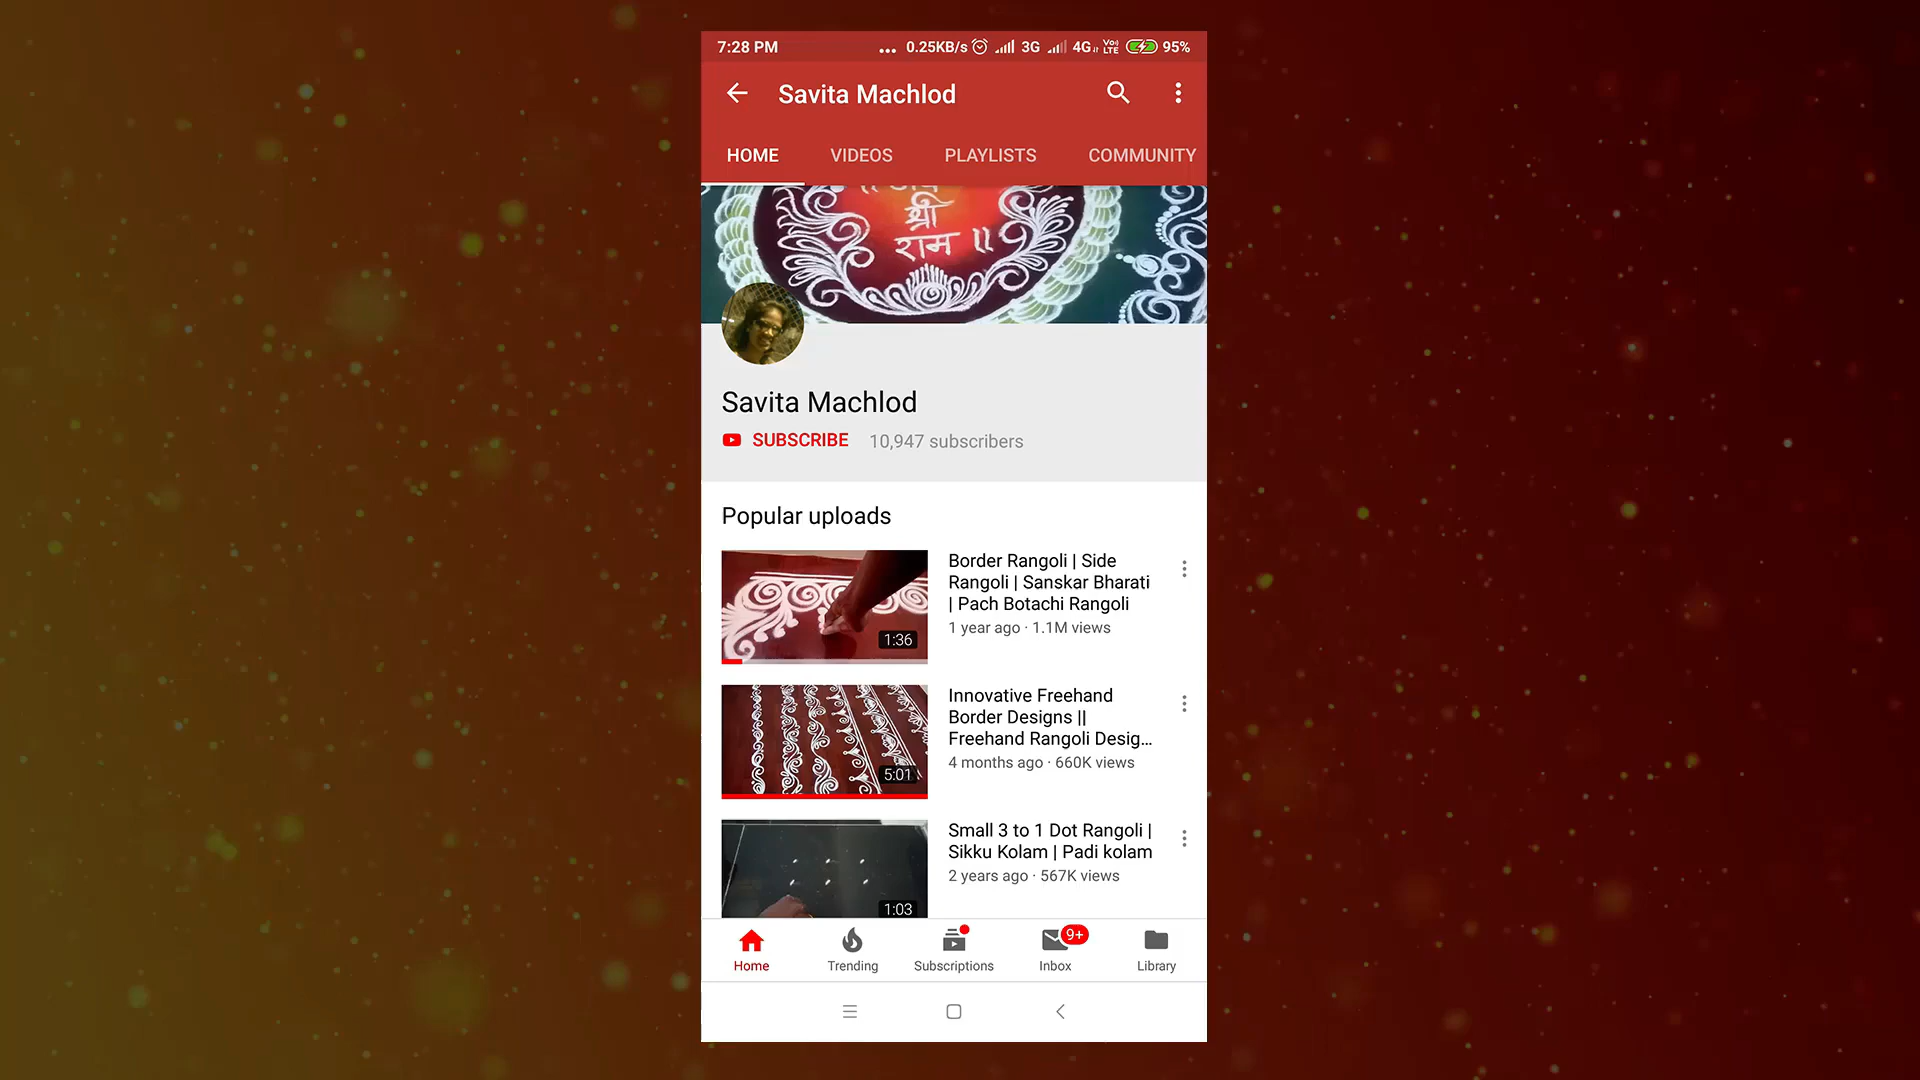 7:28 PM ... 0.25KB/s 3G 4G Vo) LTE 95%
Savita Machlod
HOME VIDEOS PLAYLISTS COMMUNITY
श्री
राम ॥
Savita Machlod
SUBSCRIBE 10,947 subscribers
Popular uploads
Border Rangoli | Side
Rangoli | Sanskar Bharati
| Pach Botachi Rangoli
1 year ago · 1.1M views
1:36
Innovative Freehand
Border Designs ||
Freehand Rangoli Desig...
4 months ago · 660K views
5:01
Small 3 to 1 Dot Rangoli |
Sikku Kolam | Padi kolam
2 years ago · 567K views
1:03
9+
Home Trending Subscriptions Inbox Library